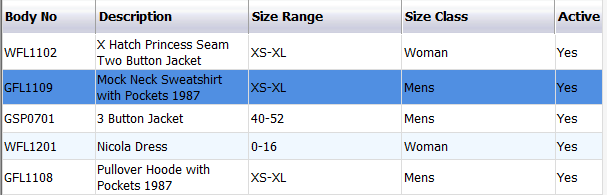 Body No Description Size Range Size Class Active
WFL1102 X Hatch Princess Seam Two Button Jacket XS-XL Woman Yes
GFL1109 Mock Neck Sweatshirt with Pockets 1987 XS-XL Mens Yes
GSP0701 3 Button Jacket 40-52 Mens Yes
WFL1201 Nicola Dress 0-16 Woman Yes
GFL1108 Pullover Hoode with Pockets 1987 XS-XL Mens Yes